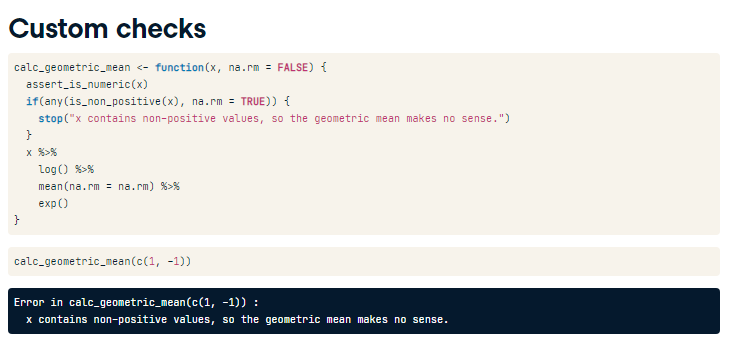 Custom checks
calc_geometric_mean <- function(x, na.rm = FALSE) {
  assert_is_numeric(x)
  if(any(is_non_positive(x), na.rm = TRUE)) {
    stop("x contains non-positive values, so the geometric mean makes no sense.")
  }
  x %>%
    log() %>%
    mean(na.rm = na.rm) %>%
    exp()
}
calc_geometric_mean(c(1, -1))
Error in calc_geometric_mean(c(1, -1)) :
  x contains non-positive values, so the geometric mean makes no sense.